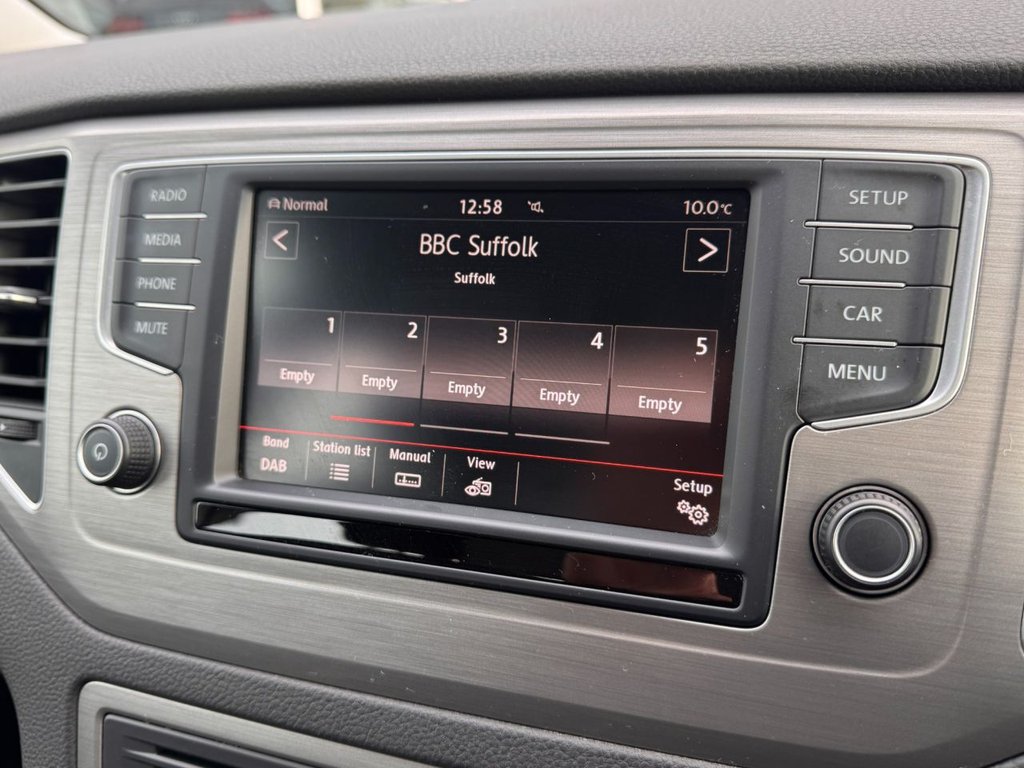 RADIO
MEDIA
PHONE
MUTE
Normal 12:58 10.0°C
BBC Suffolk
Suffolk
1 2 3 4 5
Empty Empty Empty Empty Empty
Band Station list Manual View Setup
DAB
SETUP
SOUND
CAR
MENU